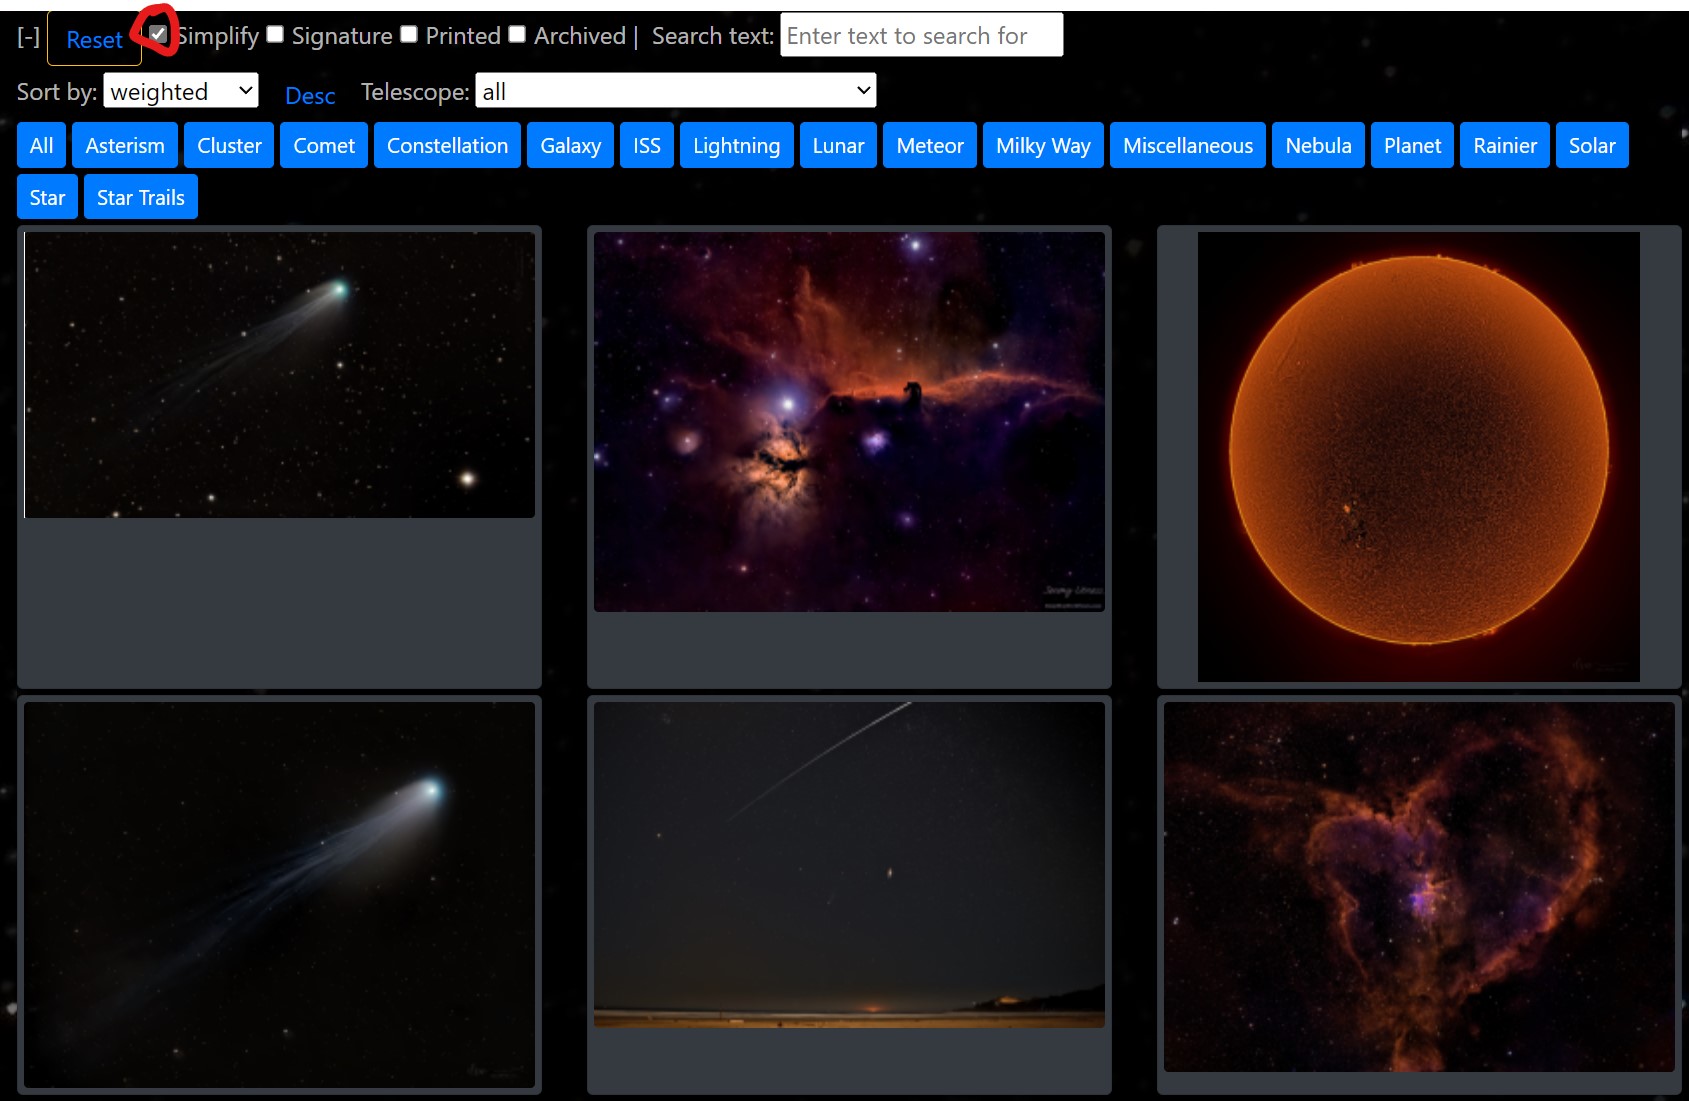 [-] Reset Simplify Signature Printed Archived | Search text: Enter text to search for
Sort by: weighted Desc Telescope: all
All Asterism Cluster Comet Constellation Galaxy ISS Lightning Lunar Meteor Milky Way Miscellaneous Nebula Planet Rainier Solar
Star Star Trails